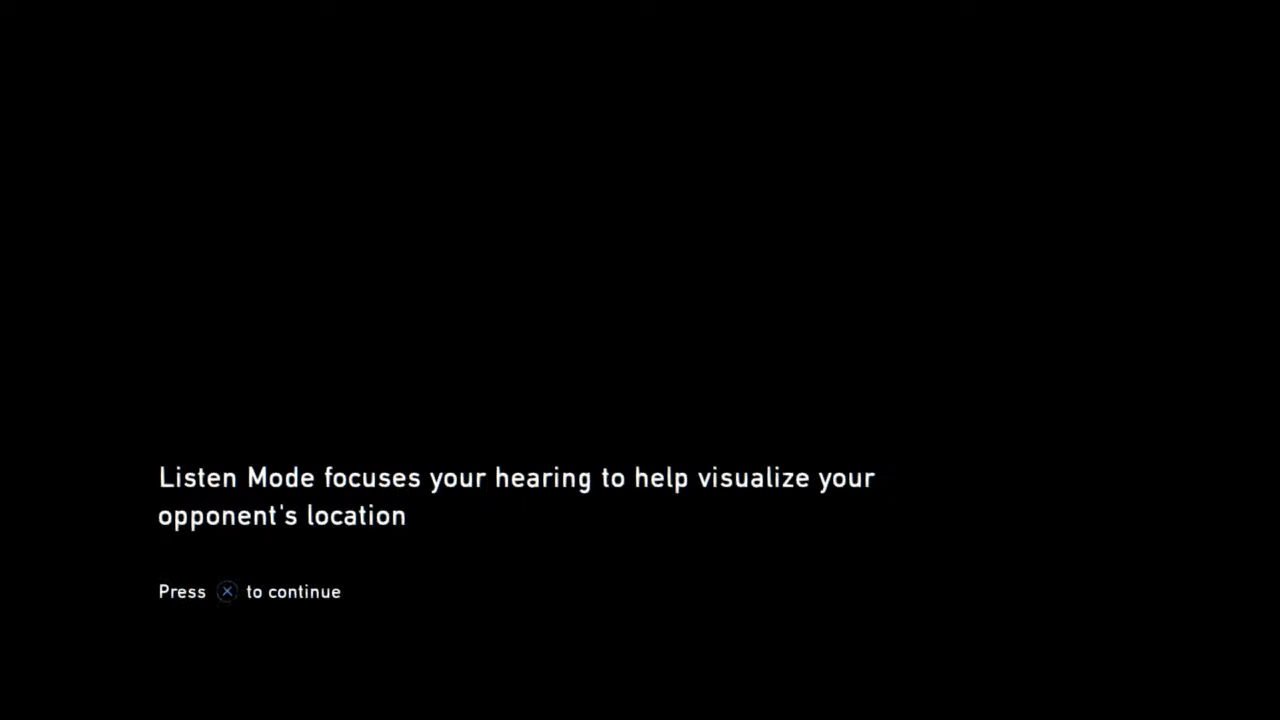 Listen Mode focuses your hearing to help visualize your
opponent's location
Press ⓧ to continue